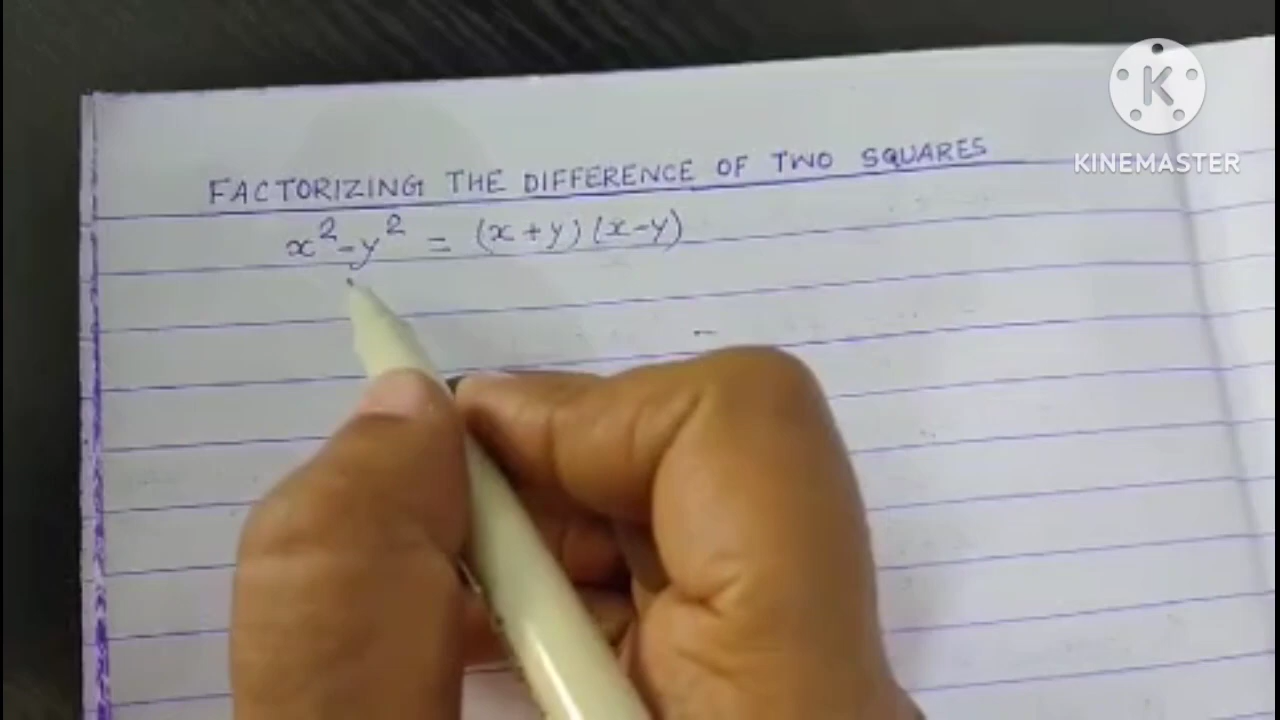 FACTORIZING THE DIFFERENCE OF TWO SQUARES
x² - y² = (x + y) (x - y)
K
KINEMASTER